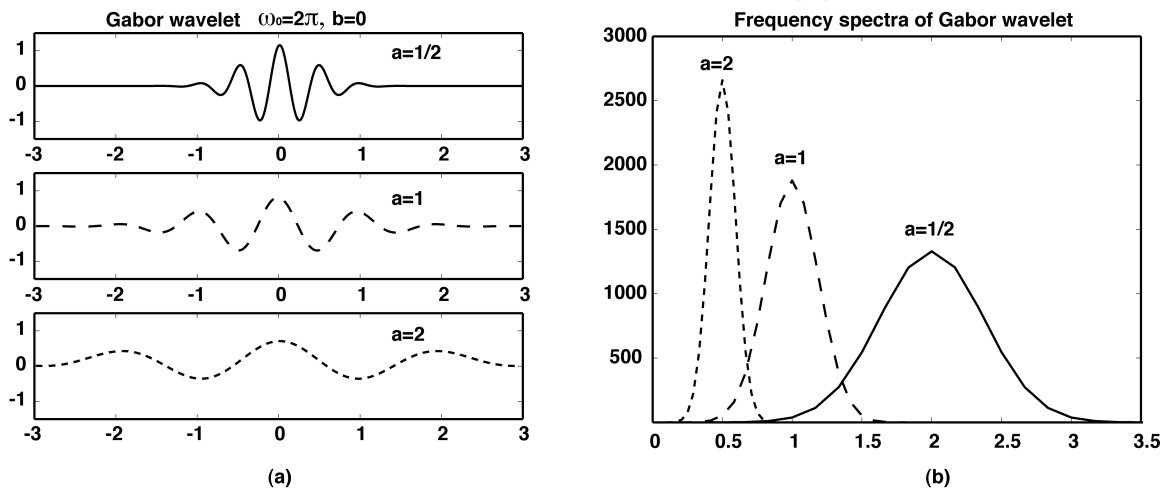 Gabor wavelet ω₀=2π, b=0
1
0
-1
a=1/2
-3 -2 -1 0 1 2 3
1
0
-1
a=1
-3 -2 -1 0 1 2 3
1
0
-1
a=2
-3 -2 -1 0 1 2 3
(a)
Frequency spectra of Gabor wavelet
3000
2500
2000
1500
1000
500
a=2
a=1
a=1/2
0 0.5 1 1.5 2 2.5 3 3.5
(b)